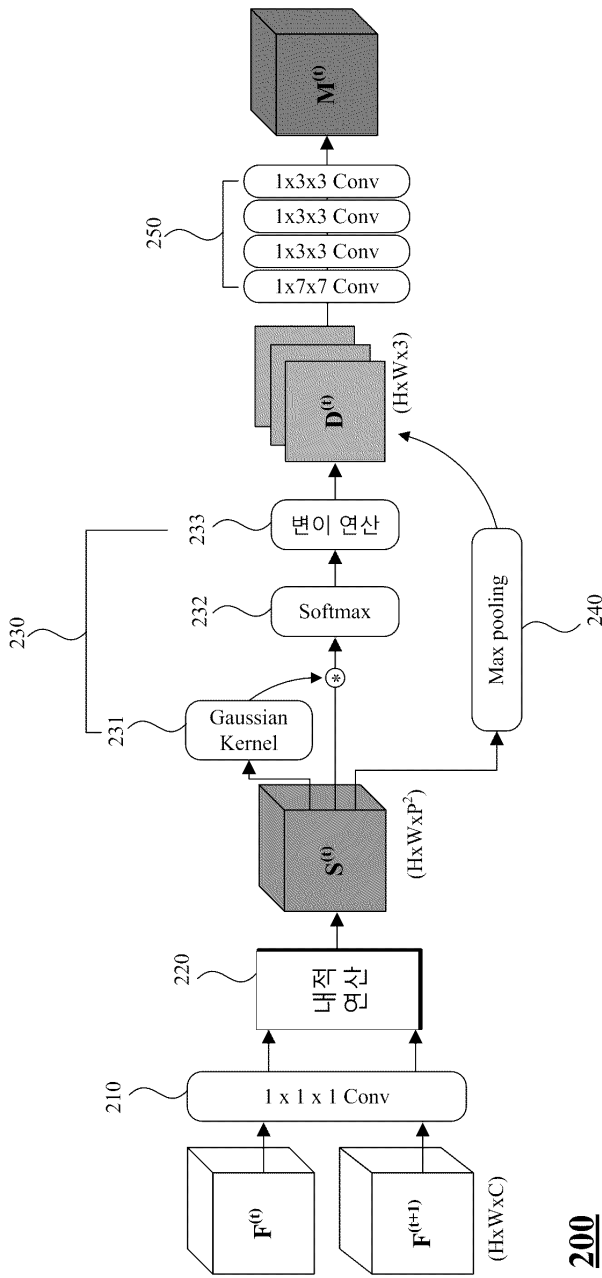 200
F(t)
F(t+1)
(HxWxC)
210
1 x 1 x 1 Conv
220
내적
연산
S(t)
(HxWxP²)
230
231
Gaussian
Kernel
*
232
Softmax
233
변이 연산
240
Max pooling
D(t)
(HxWx3)
250
1x7x7 Conv
1x3x3 Conv
1x3x3 Conv
1x3x3 Conv
M(t)